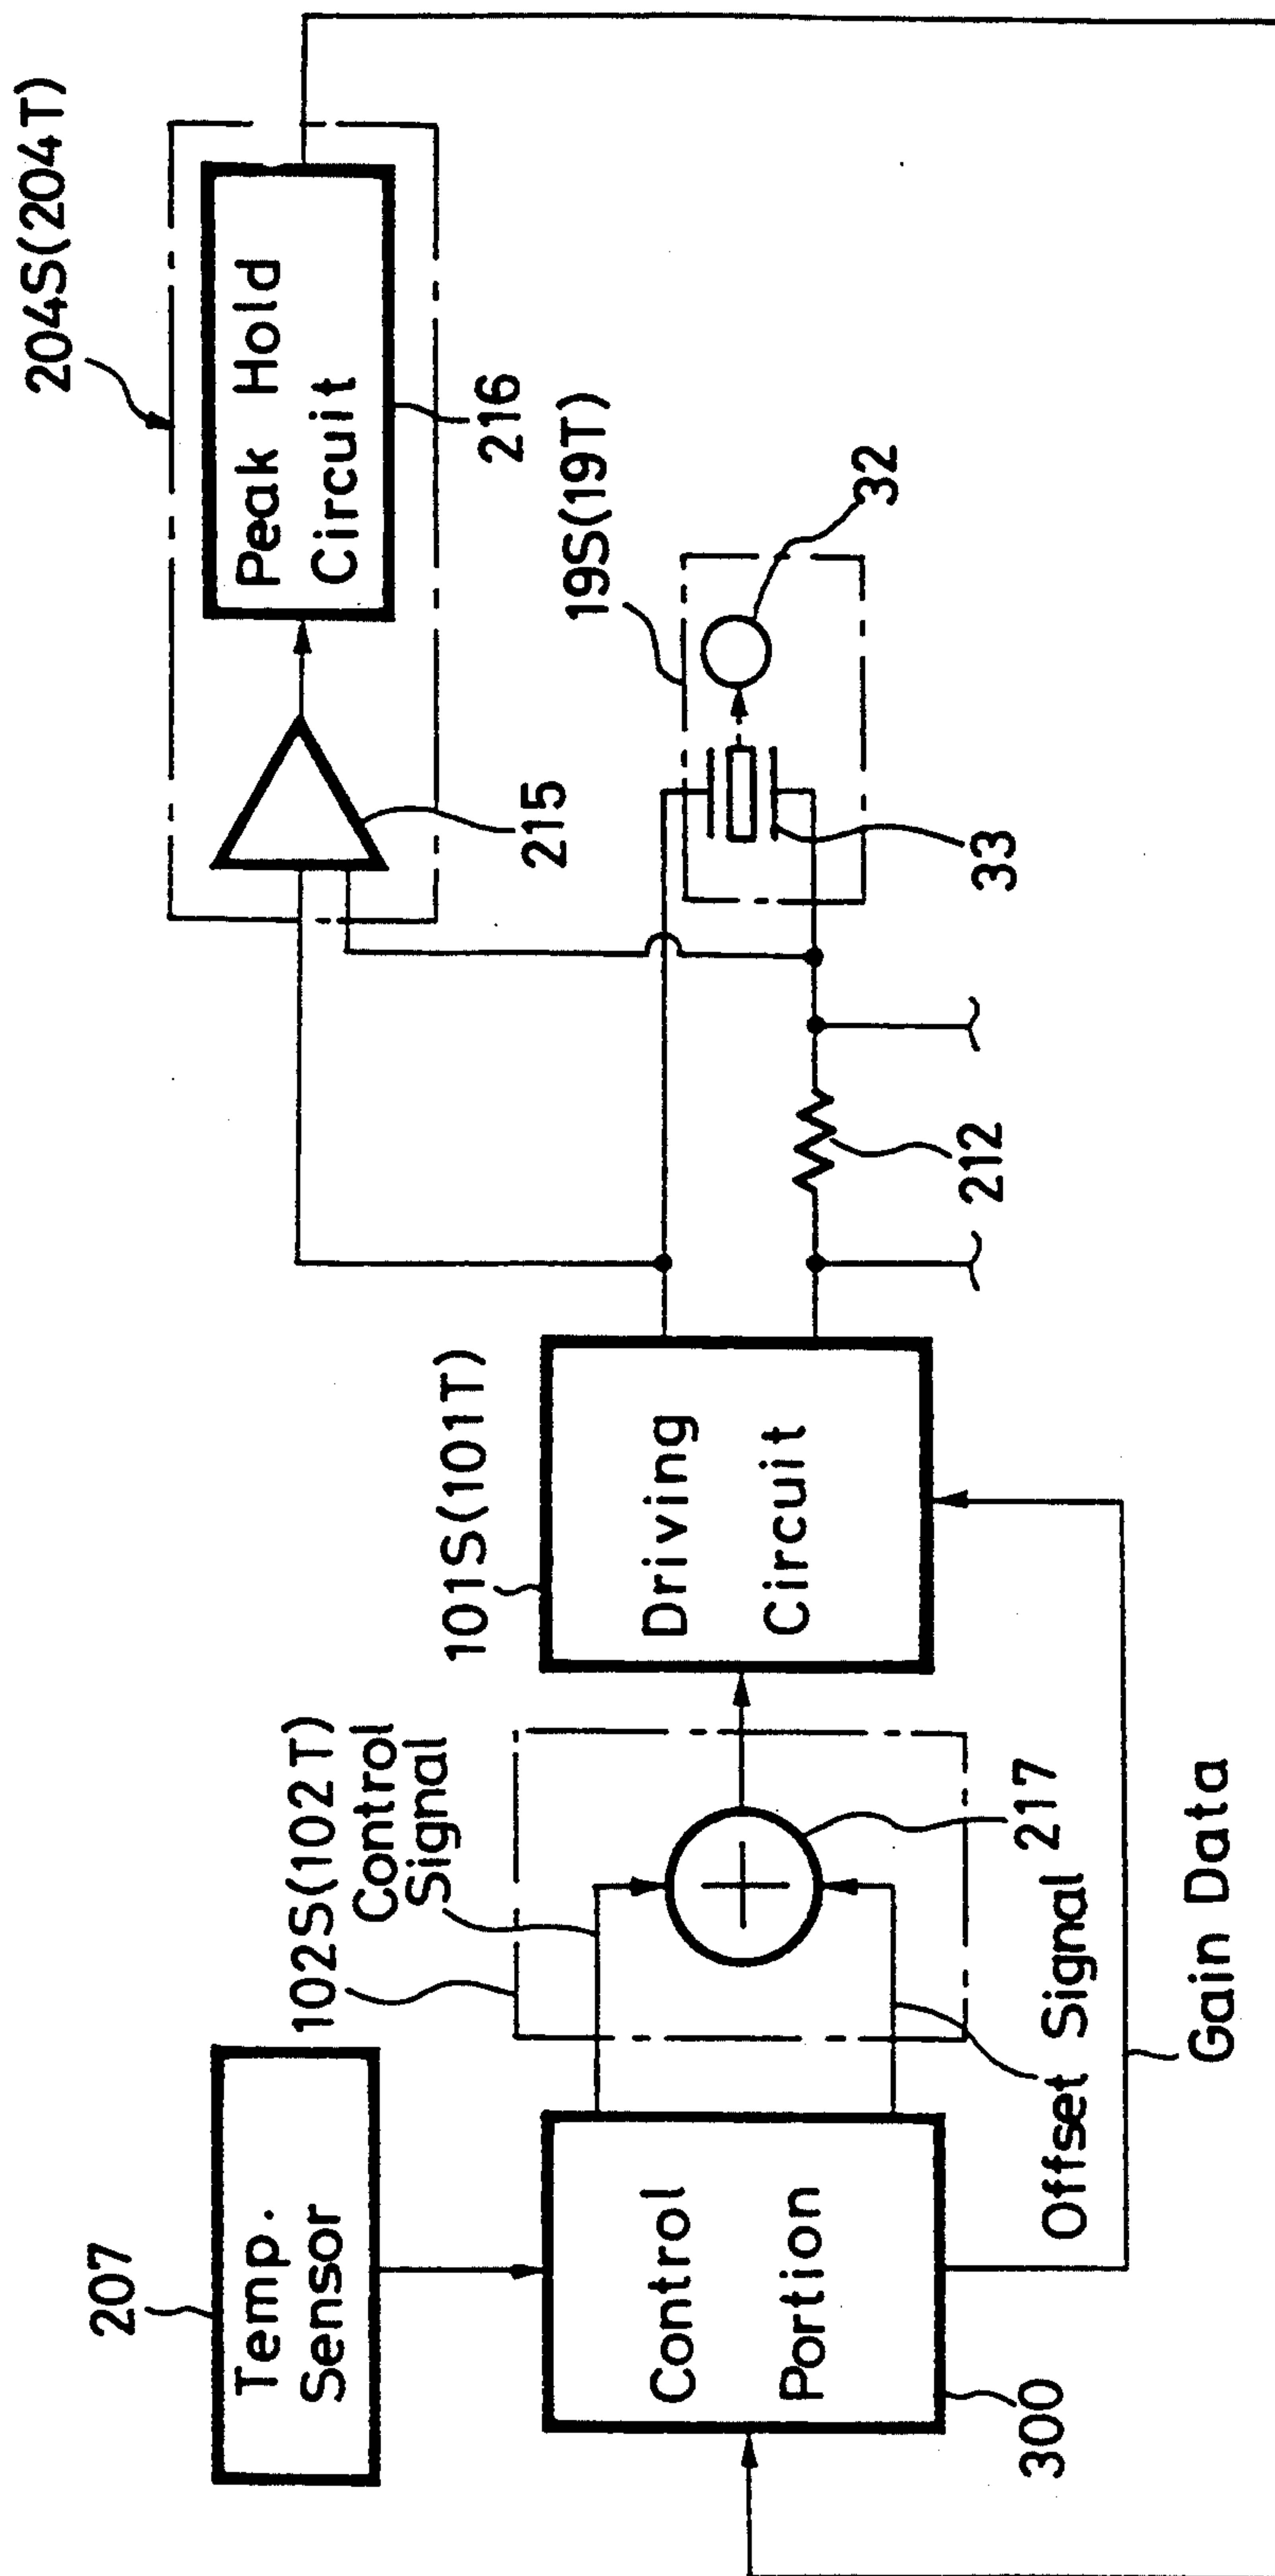 207
Temp.
Sensor
102S(102T)
Control
Signal
101S(101T)
204S(204T)
Peak Hold
Circuit
216
215
19S(19T)
32
33
212
Driving
Circuit
Control
Portion
300
217
Offset Signal
Gain Data